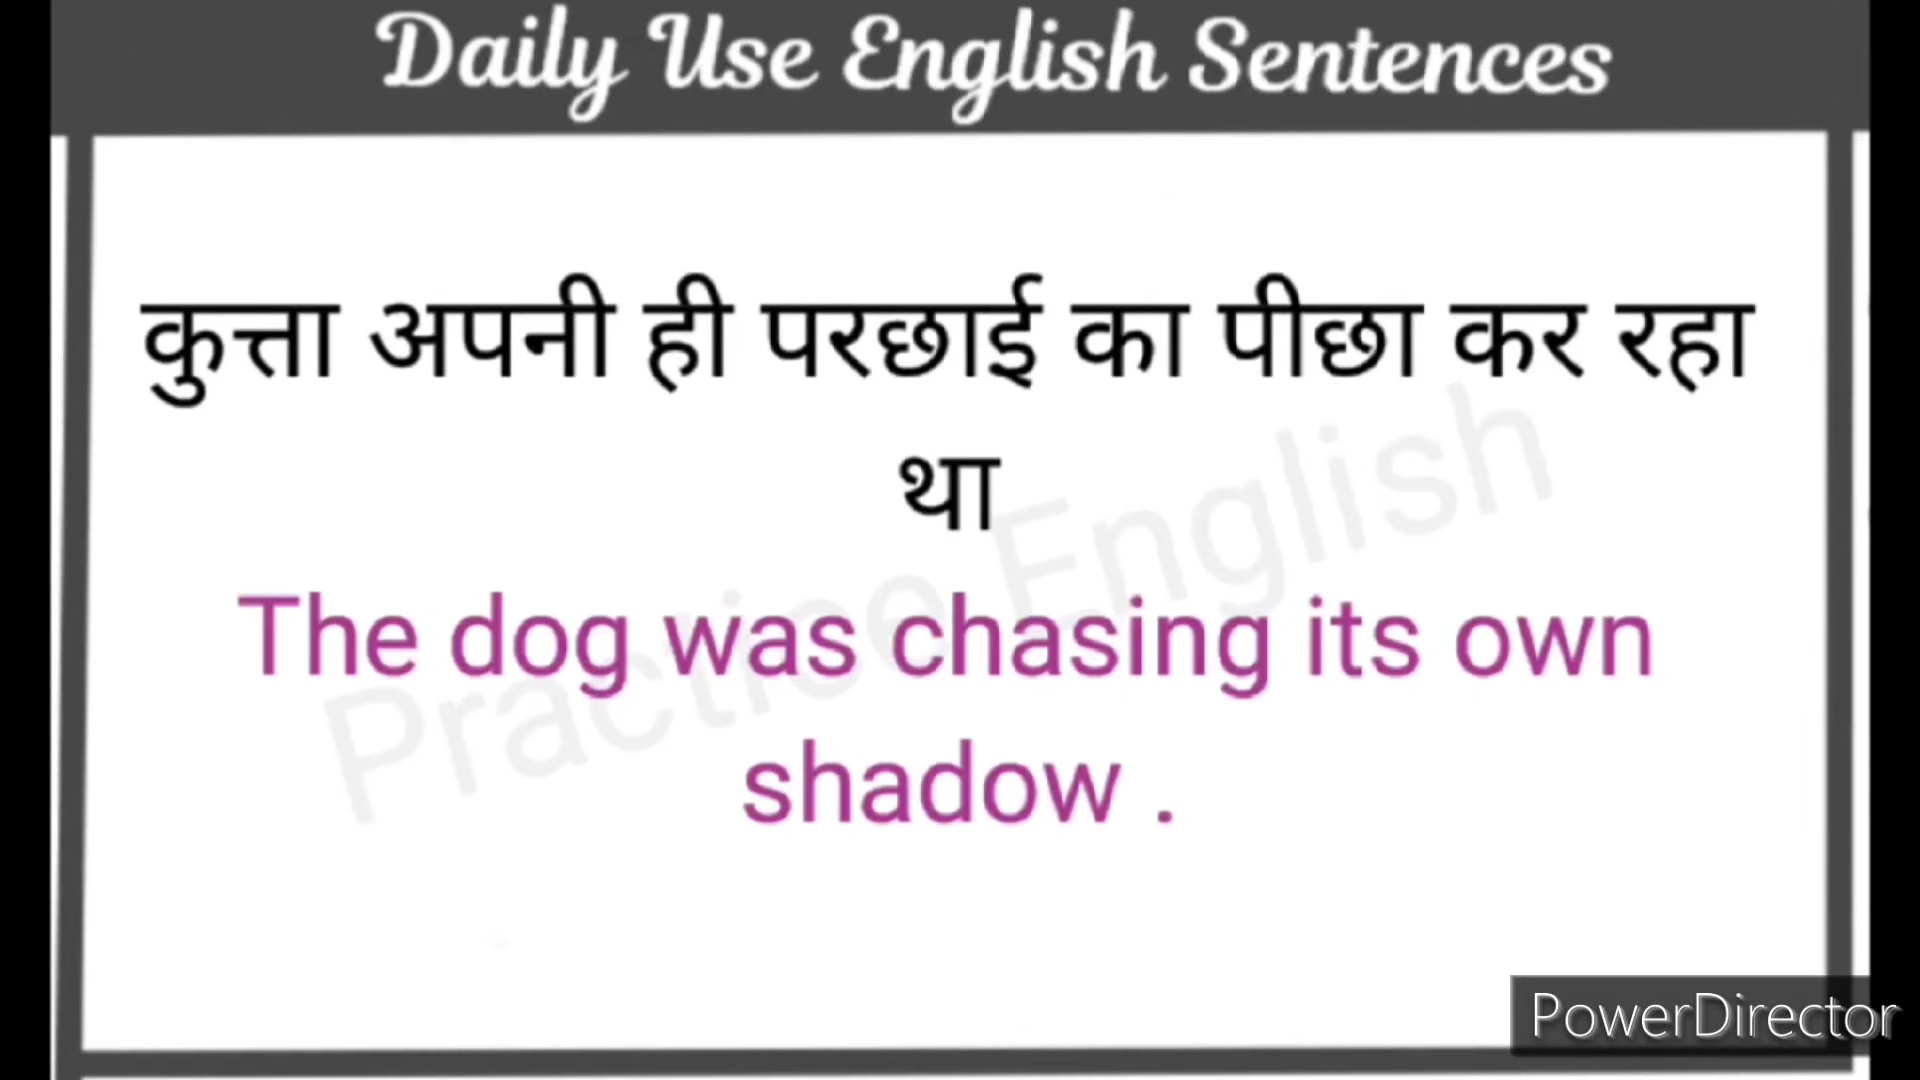 Daily Use English Sentences
कुत्ता अपनी ही परछाई का पीछा कर रहा
था
The dog was chasing its own
shadow .
Practice English
PowerDirector